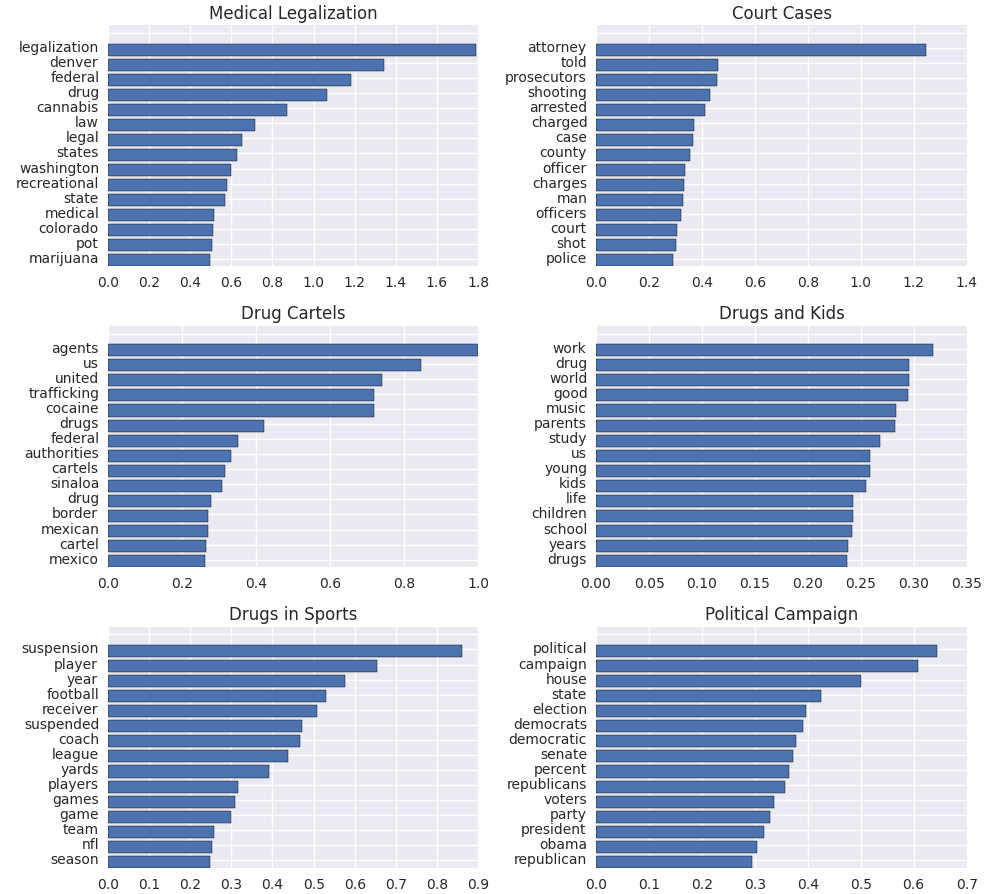 Medical Legalization
legalization
denver
federal
drug
cannabis
law
legal
states
washington
recreational
state
medical
colorado
pot
marijuana
0.0 0.2 0.4 0.6 0.8 1.0 1.2 1.4 1.6 1.8
Court Cases
attorney
told
prosecutors
shooting
arrested
charged
case
county
officer
charges
man
officers
court
shot
police
0.0 0.2 0.4 0.6 0.8 1.0 1.2 1.4
Drug Cartels
agents
us
united
trafficking
cocaine
drugs
federal
authorities
cartels
sinaloa
drug
border
mexican
cartel
mexico
0.0 0.2 0.4 0.6 0.8 1.0
Drugs and Kids
work
drug
world
good
music
parents
study
us
young
kids
life
children
school
years
drugs
0.00 0.05 0.10 0.15 0.20 0.25 0.30 0.35
Drugs in Sports
suspension
player
year
football
receiver
suspended
coach
league
yards
players
games
game
team
nfl
season
0.0 0.1 0.2 0.3 0.4 0.5 0.6 0.7 0.8 0.9
Political Campaign
political
campaign
house
state
election
democrats
democratic
senate
percent
republicans
voters
party
president
obama
republican
0.0 0.1 0.2 0.3 0.4 0.5 0.6 0.7